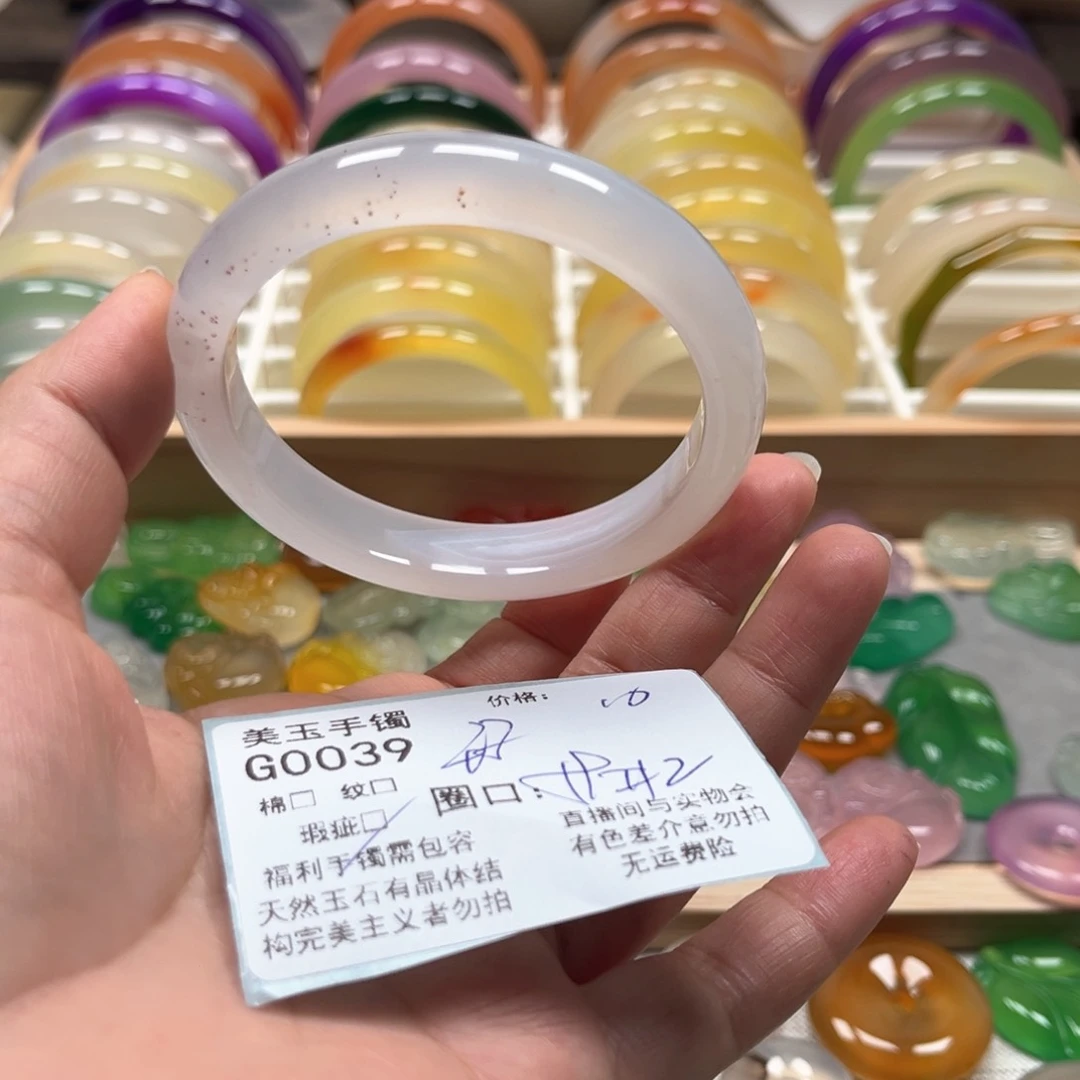 价格:
美玉手镯
G0039
棉□ 纹□
圈口:
瑕疵□
直播间与实物会
福利手镯需包容
有色差介意勿拍
天然玉石有晶体结
无运费险
构完美主义者勿拍